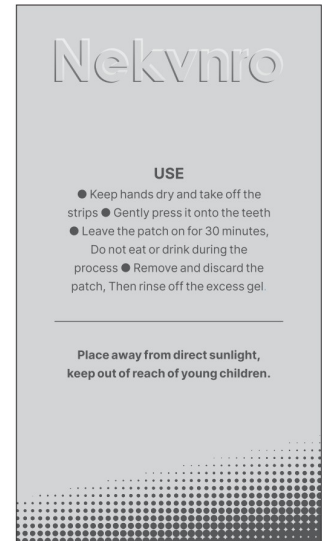 Nekvnro
USE
● Keep hands dry and take off the
strips ● Gently press it onto the teeth
● Leave the patch on for 30 minutes,
Do not eat or drink during the
process ● Remove and discard the
patch, Then rinse off the excess gel.
Place away from direct sunlight,
keep out of reach of young children.